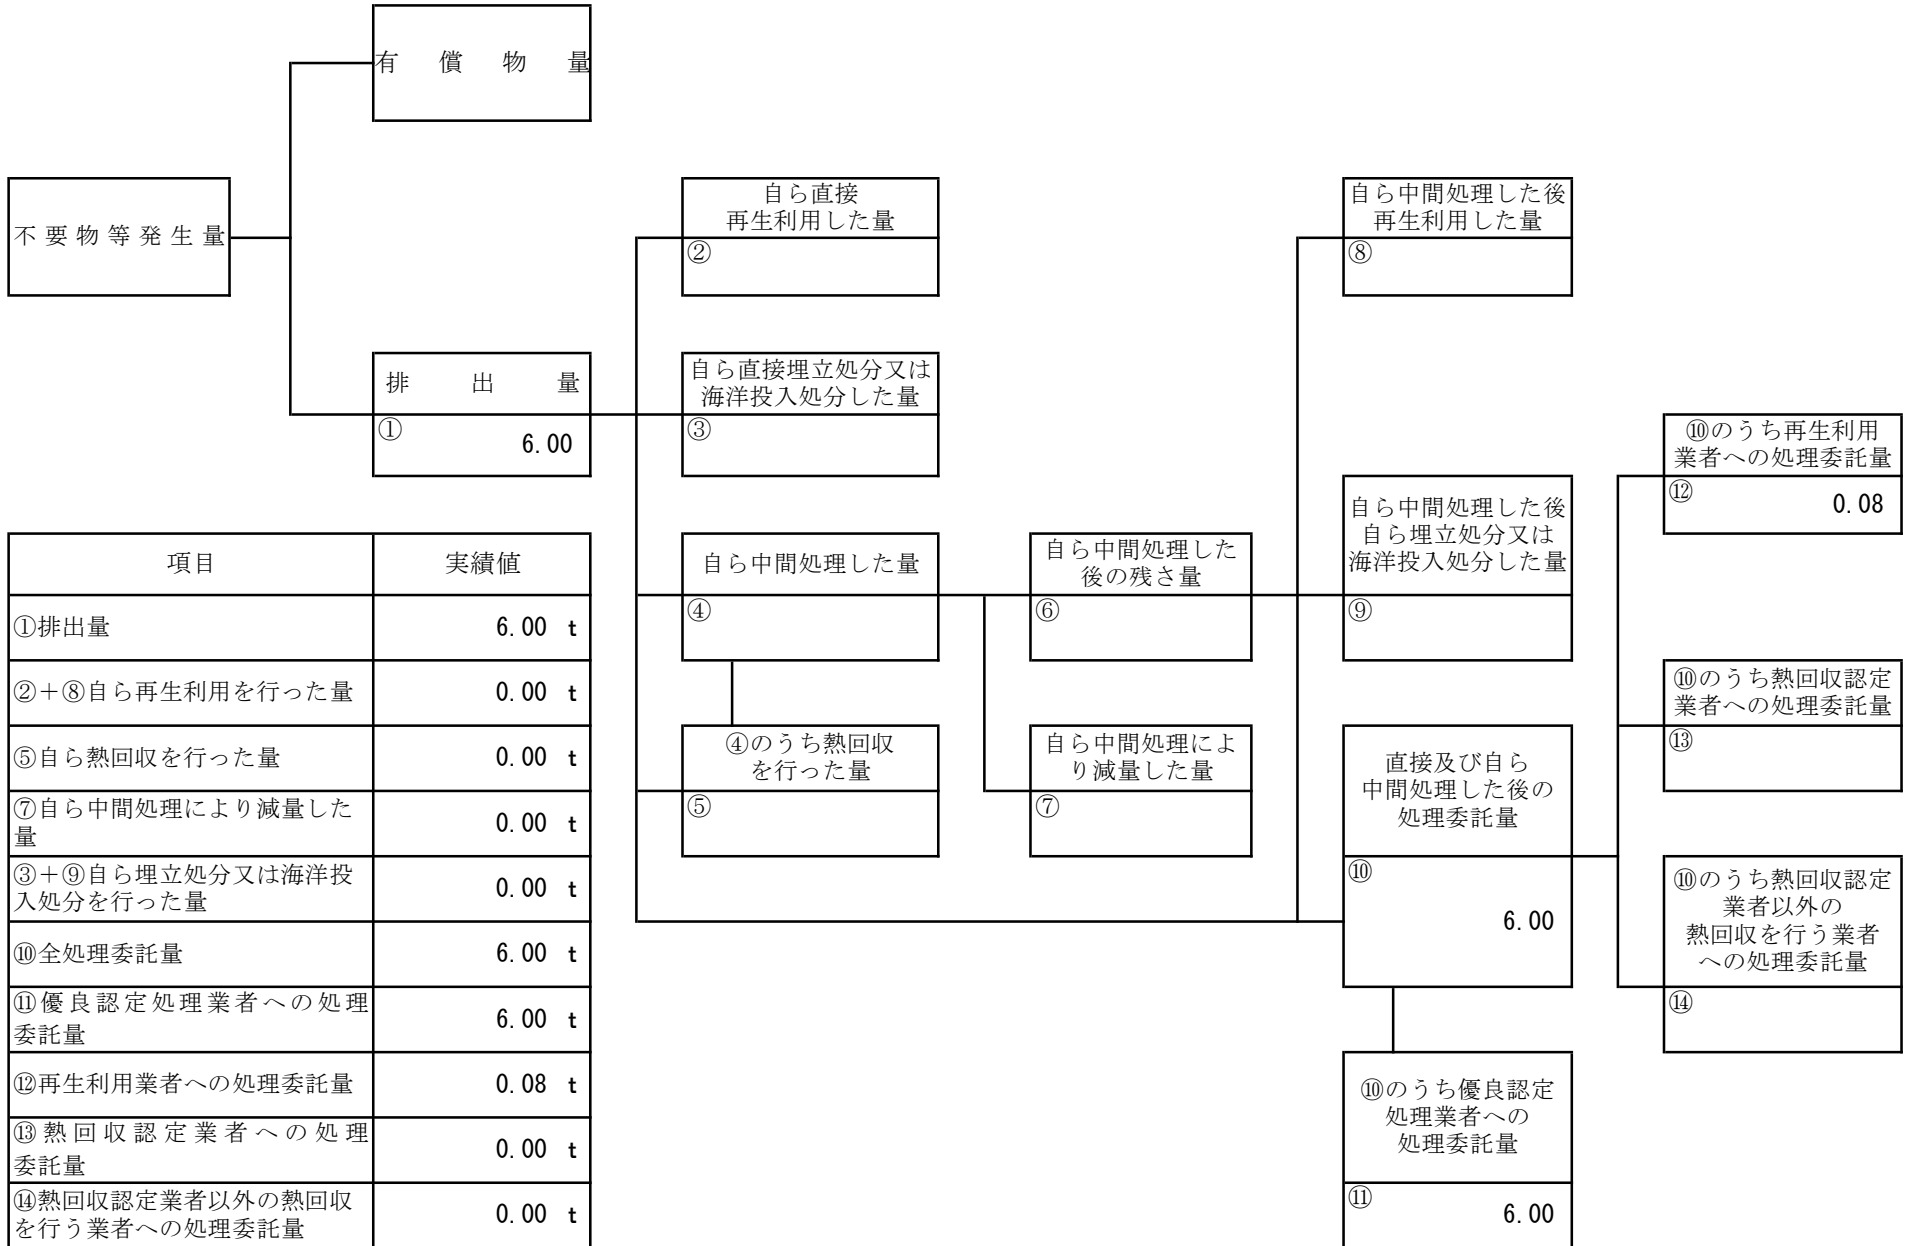 有償物量
不要物等発生量
排出量
①
6.00
自ら直接
再生利用した量
②
自ら直接埋立処分又は
海洋投入処分した量
③
自ら中間処理した量
④
④のうち熱回収
を行った量
⑤
自ら中間処理した
後の残さ量
⑥
自ら中間処理によ
り減量した量
⑦
自ら中間処理した後
再生利用した量
⑧
自ら中間処理した後
自ら埋立処分又は
海洋投入処分した量
⑨
直接及び自ら
中間処理した後の
処理委託量
⑩
6.00
⑩のうち優良認定
処理業者への
処理委託量
⑪
6.00
⑩のうち再生利用
業者への処理委託量
⑫
0.08
⑩のうち熱回収認定
業者への処理委託量
⑬
⑩のうち熱回収認定
業者以外の
熱回収を行う業者
への処理委託量
⑭
項目 実績値
①排出量 6.00 t
②＋⑧自ら再生利用を行った量 0.00 t
⑤自ら熱回収を行った量 0.00 t
⑦自ら中間処理により減量した
量 0.00 t
③＋⑨自ら埋立処分又は海洋投
入処分を行った量 0.00 t
⑩全処理委託量 6.00 t
⑪優良認定処理業者への処理
委託量 6.00 t
⑫再生利用業者への処理委託量 0.08 t
⑬熱回収認定業者への処理
委託量 0.00 t
⑭熱回収認定業者以外の熱回収
を行う業者への処理委託量 0.00 t